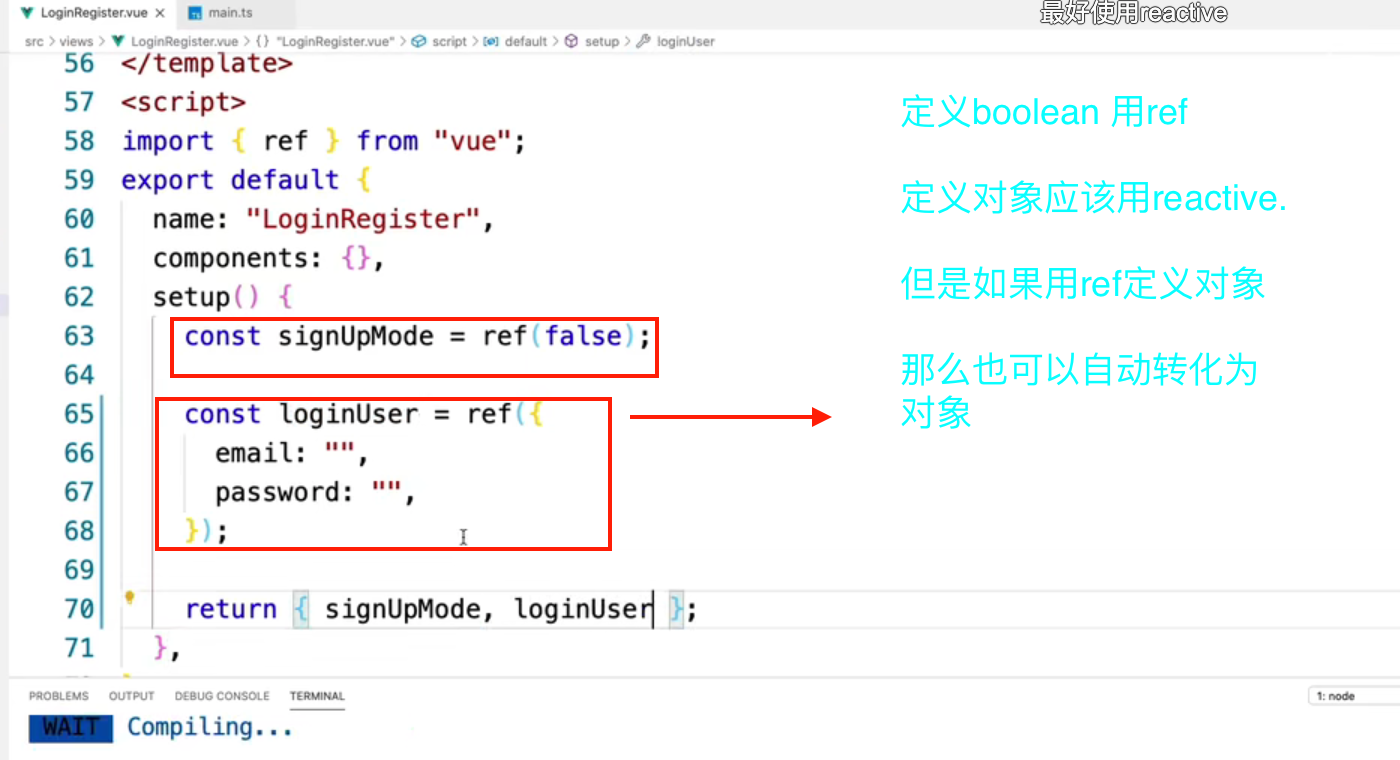 LoginRegister.vue × main.ts
最好使用reactive
src > views > LoginRegister.vue > {} "LoginRegister.vue" > script > default > setup > loginUser
56 </template>
57 <script>
58 import { ref } from "vue";
59 export default {
60 name: "LoginRegister",
61 components: {},
62 setup() {
63 const signUpMode = ref(false);
64
65 const loginUser = ref({
66 email: "",
67 password: "",
68 });
69
70 return { signUpMode, loginUser };
71 },
定义boolean 用ref
定义对象应该用reactive.
但是如果用ref定义对象
那么也可以自动转化为
对象
PROBLEMS OUTPUT DEBUG CONSOLE TERMINAL
1: node
WAIT Compiling...